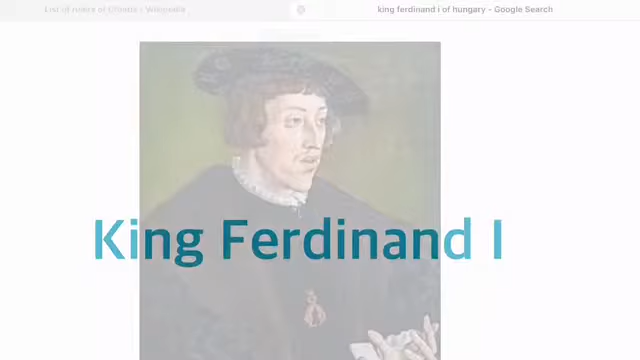 List of rulers of Croatia - Wikipedia
king ferdinand i of hungary - Google Search
King Ferdinand I